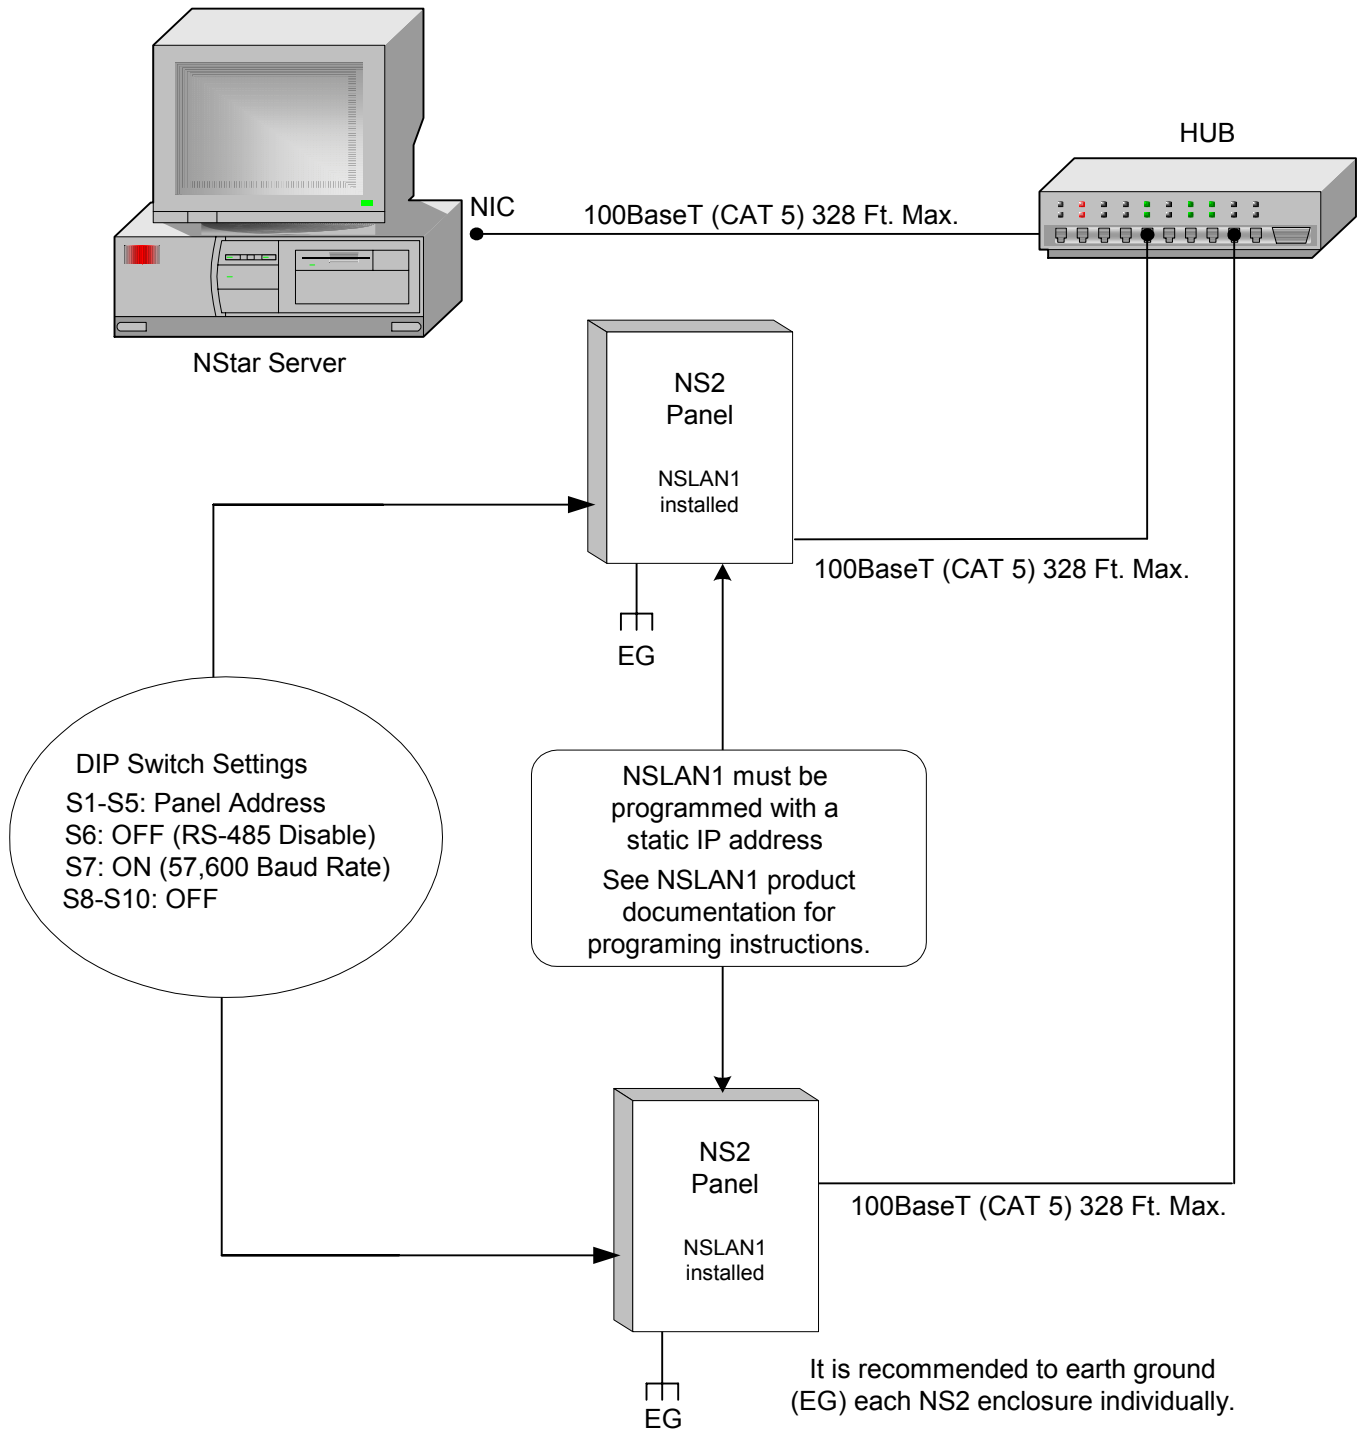 HUB
NIC
100BaseT (CAT 5) 328 Ft. Max.
NStar Server
NS2
Panel
NSLAN1
installed
100BaseT (CAT 5) 328 Ft. Max.
EG
DIP Switch Settings
S1-S5: Panel Address
S6: OFF (RS-485 Disable)
S7: ON (57,600 Baud Rate)
S8-S10: OFF
NSLAN1 must be
programmed with a
static IP address
See NSLAN1 product
documentation for
programing instructions.
NS2
Panel
NSLAN1
installed
100BaseT (CAT 5) 328 Ft. Max.
EG
It is recommended to earth ground
(EG) each NS2 enclosure individually.